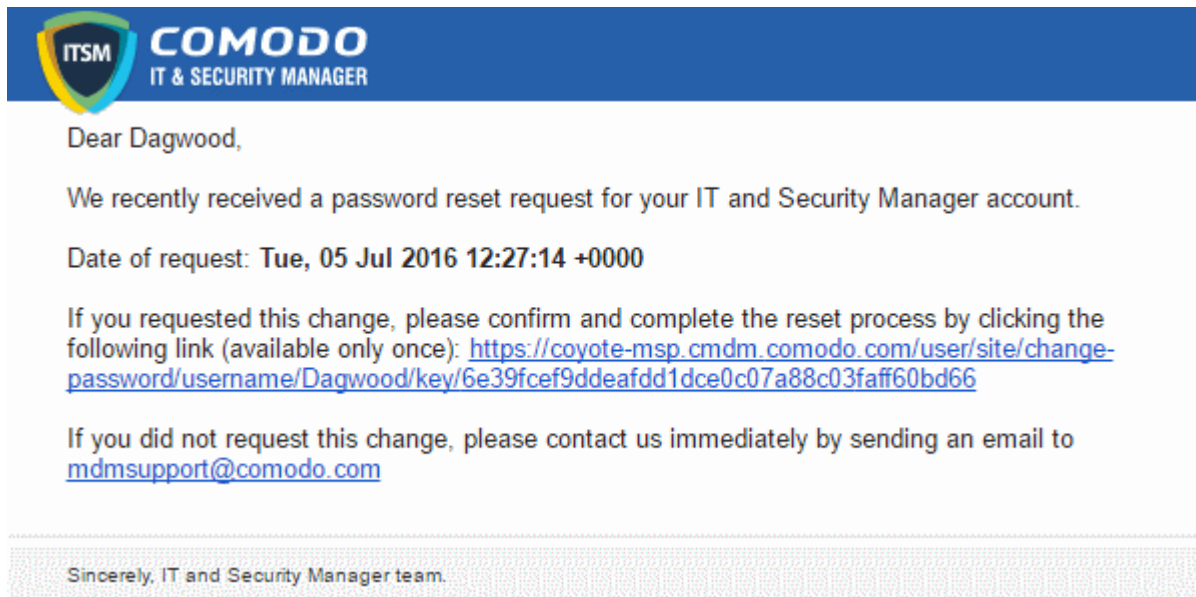 ITSM
COMODO
IT & SECURITY MANAGER
Dear Dagwood,
We recently received a password reset request for your IT and Security Manager account.
Date of request: Tue, 05 Jul 2016 12:27:14 +0000
If you requested this change, please confirm and complete the reset process by clicking the
following link (available only once): https://coyote-msp.cmdm.comodo.com/user/site/change-
password/username/Dagwood/key/6e39fcef9ddeafdd1dce0c07a88c03faff60bd66
If you did not request this change, please contact us immediately by sending an email to
mdmsupport@comodo.com
Sincerely, IT and Security Manager team.